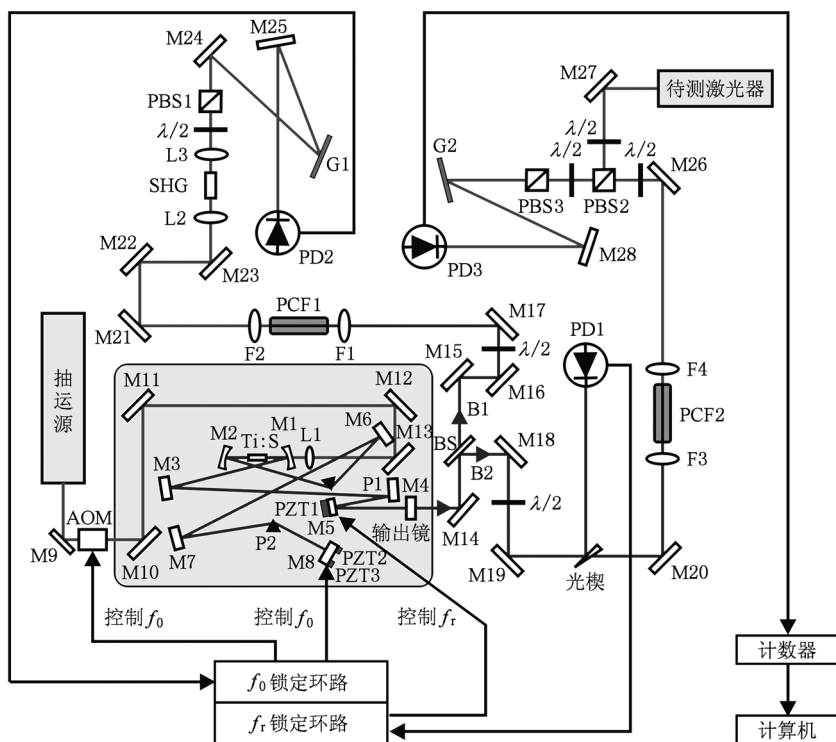 M24
M25
PBS1
λ/2
L3
SHG
L2
G1
PD2
M22
M23
M21
PCF1
F2
F1
M27
待测激光器
λ/2
G2
λ/2
λ/2
M26
PBS3
PBS2
PD3
M28
M17
λ/2
M15
M16
PD1
B1
BS
B2
M18
F4
PCF2
F3
λ/2
M14
M19
光楔
M20
抽运源
M11
M12
M6
M13
M2
Ti:S
M1
L1
M3
P1
M4
PZT1
M5
输出镜
AOM
M9
M10
M7
P2
M8
PZT2
PZT3
控制f₀
控制f₀
控制fᵣ
f₀锁定环路
fᵣ锁定环路
计数器
计算机